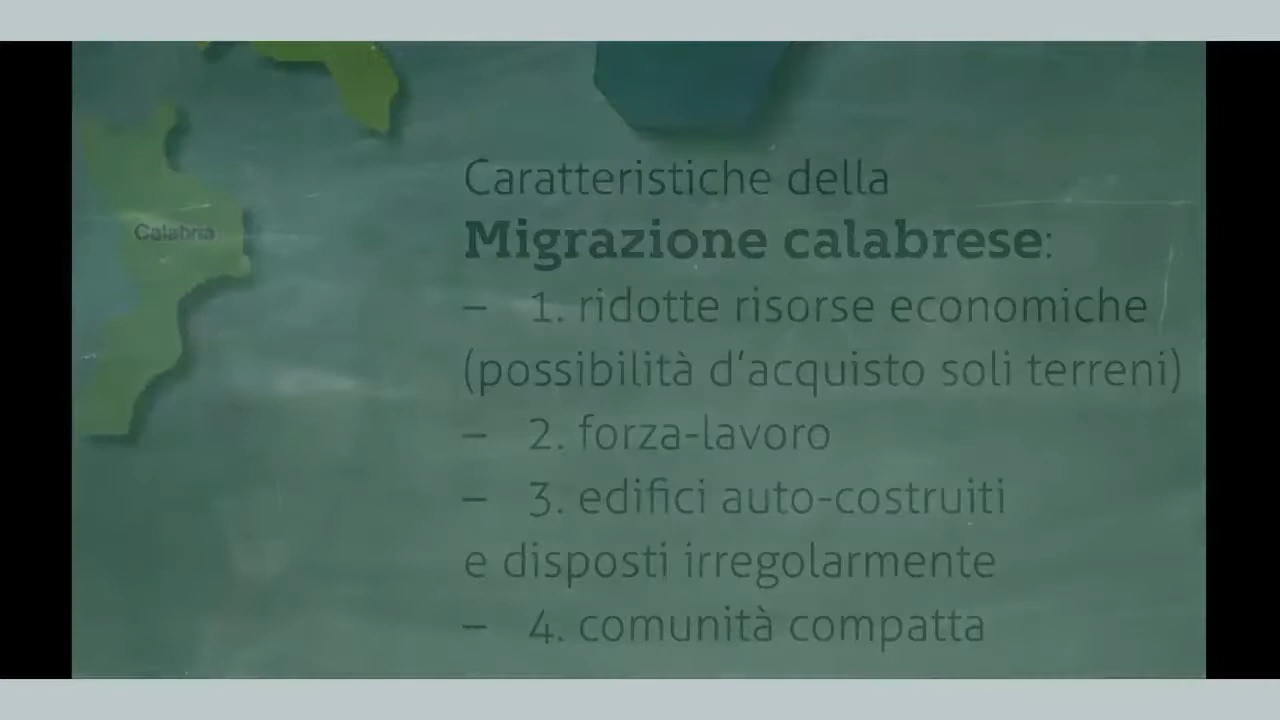 Calabria
Caratteristiche della
Migrazione calabrese:
– 1. ridotte risorse economiche
(possibilità d'acquisto soli terreni)
– 2. forza-lavoro
– 3. edifici auto-costruiti
e disposti irregolarmente
– 4. comunità compatta